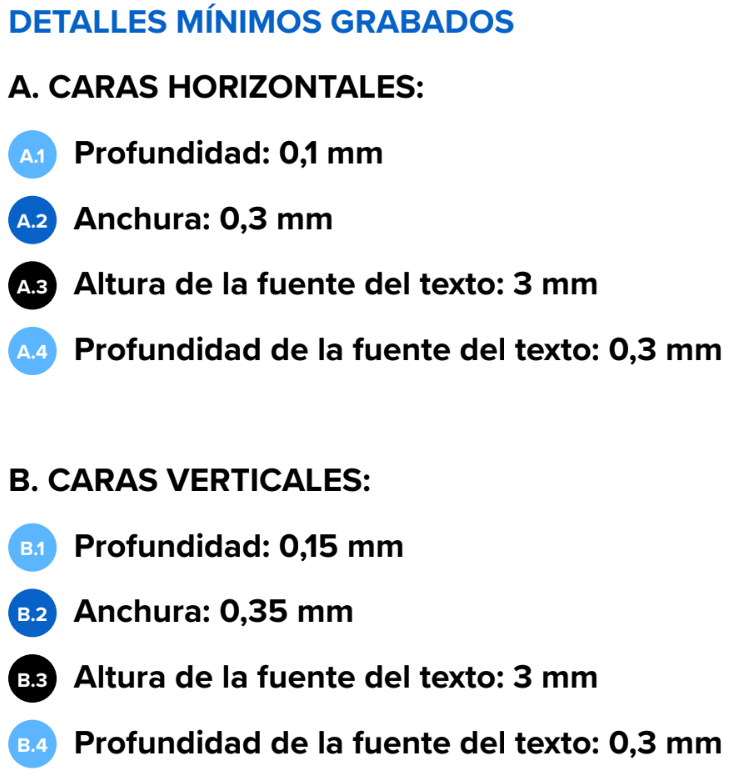 DETALLES MÍNIMOS GRABADOS
A. CARAS HORIZONTALES:
A.1 Profundidad: 0,1 mm
A.2 Anchura: 0,3 mm
A.3 Altura de la fuente del texto: 3 mm
A.4 Profundidad de la fuente del texto: 0,3 mm
B. CARAS VERTICALES:
B.1 Profundidad: 0,15 mm
B.2 Anchura: 0,35 mm
B.3 Altura de la fuente del texto: 3 mm
B.4 Profundidad de la fuente del texto: 0,3 mm